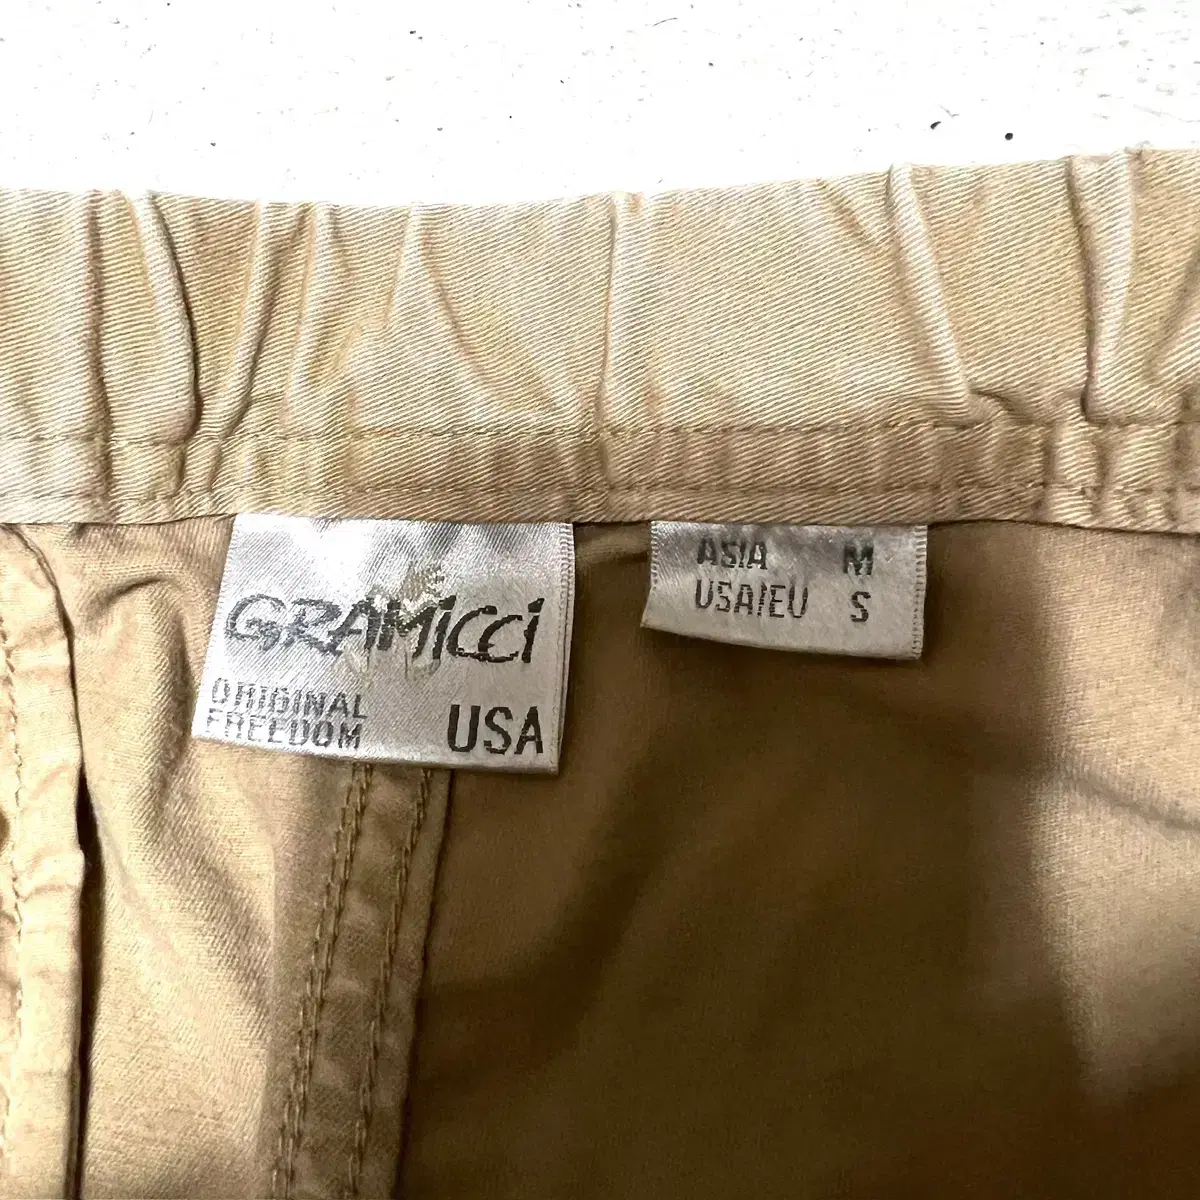 GRAMiCCi
ORIGINAL
FREEDOM
USA
ASIA M
USA/EU S